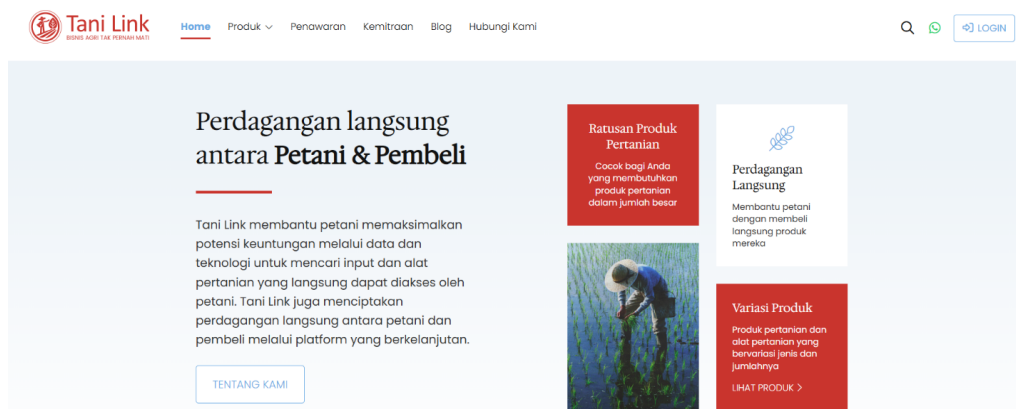 Tani Link
BISNIS AGRI TAK PERNAH MATI
Home
Produk
Penawaran
Kemitraan
Blog
Hubungi Kami
LOGIN
Perdagangan langsung
antara Petani & Pembeli
Tani Link membantu petani memaksimalkan
potensi keuntungan melalui data dan
teknologi untuk mencari input dan alat
pertanian yang langsung dapat diakses oleh
petani. Tani Link juga menciptakan
perdagangan langsung antara petani dan
pembeli melalui platform yang berkelanjutan.
TENTANG KAMI
Ratusan Produk
Pertanian
Cocok bagi Anda
yang membutuhkan
produk pertanian
dalam jumlah besar
Perdagangan
Langsung
Membantu petani
dengan membeli
langsung produk
mereka
Variasi Produk
Produk pertanian dan
alat pertanian yang
bervariasi jenis dan
jumlahnya
LIHAT PRODUK